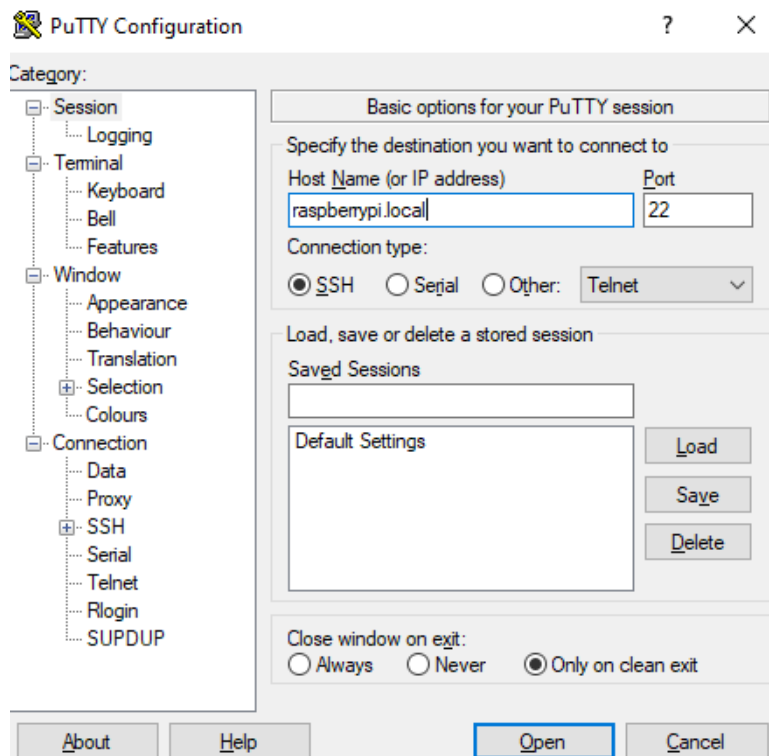 PuTTY Configuration
?
Category:
Session
Logging
Terminal
Keyboard
Bell
Features
Window
Appearance
Behaviour
Translation
Selection
Colours
Connection
Data
Proxy
SSH
Serial
Telnet
Rlogin
SUPDUP
Basic options for your PuTTY session
Specify the destination you want to connect to
Host Name (or IP address) Port
raspberrypi.local 22
Connection type:
SSH Serial Other: Telnet
Load, save or delete a stored session
Saved Sessions
Default Settings
Load
Save
Delete
Close window on exit:
Always Never Only on clean exit
About Help Open Cancel